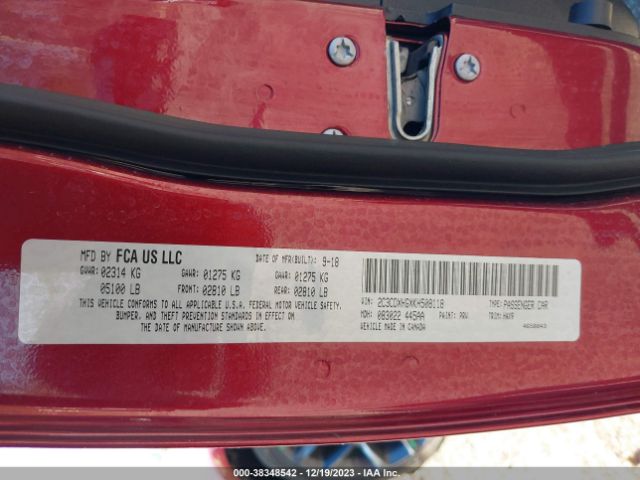 MFD BY FCA US LLC DATE OF MFR(BUILT): 9-18
GVWR: 02314 KG GAWR: 01275 KG GAWR: 01275 KG
05100 LB FRONT: 02810 LB REAR: 02810 LB
THIS VEHICLE CONFORMS TO ALL APPLICABLE U.S.A. FEDERAL MOTOR VEHICLE SAFETY,
BUMPER, AND THEFT PREVENTION STANDARDS IN EFFECT ON
THE DATE OF MANUFACTURE SHOWN ABOVE.
VIN: 2C3CDXHGXKH508118 TYPE: PASSENGER CAR
MDH: 083022 445AA PAINT: PRV TRIM: HAX9
VEHICLE MADE IN CANADA
000-38348542 - 12/19/2023 - IAA Inc.